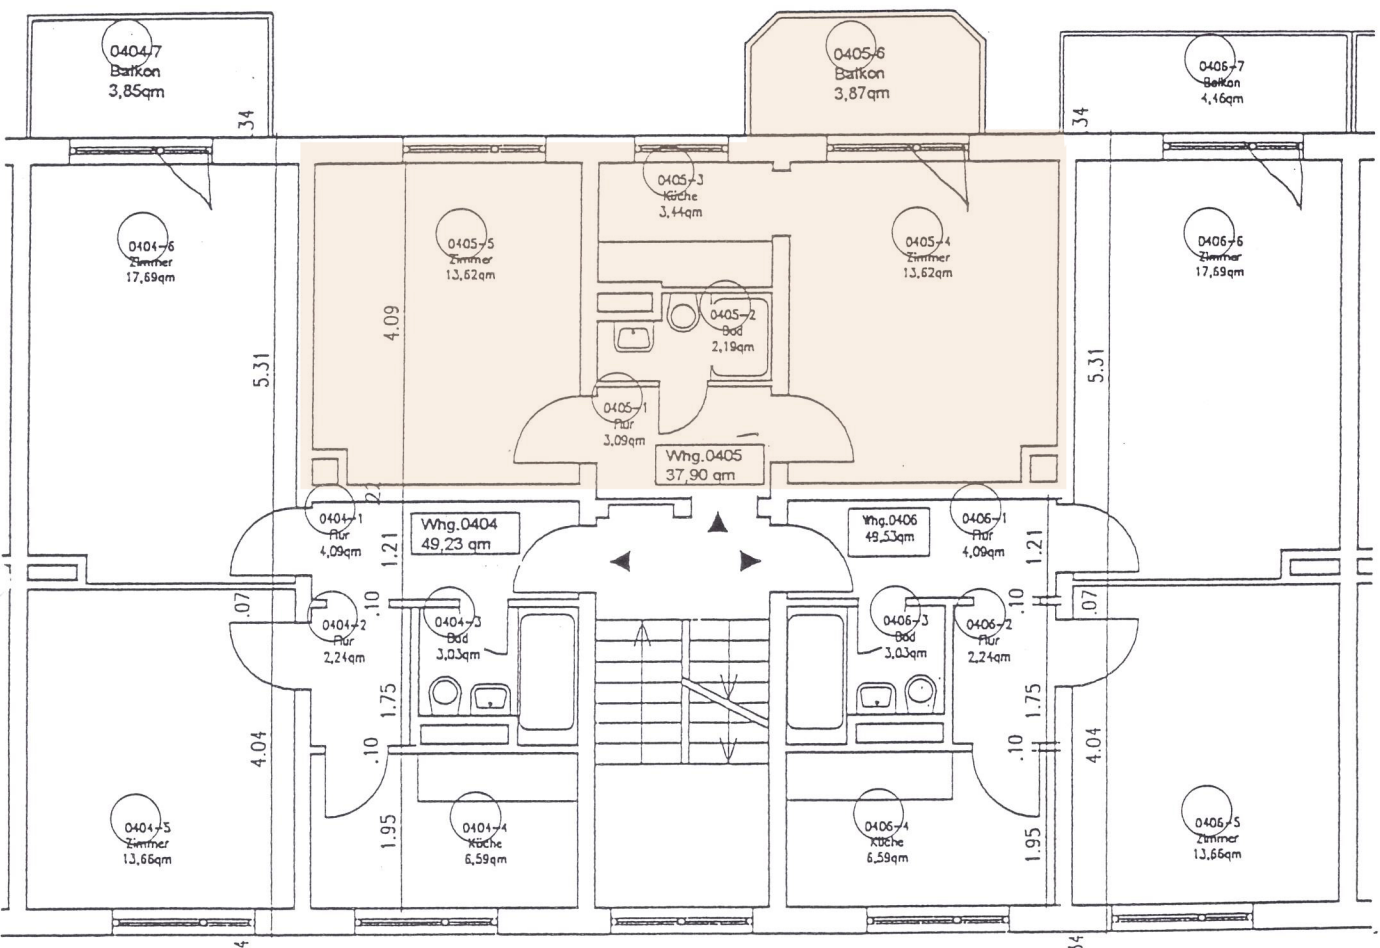 0404-7
Balkon
3,85qm
0405-6
Balkon
3,87qm
0406-7
Balkon
4,46qm
.34
.34
0404-6
Zimmer
17,69qm
0405-5
Zimmer
13,62qm
0405-3
Küche
3,44qm
0405-4
Zimmer
13,62qm
0406-6
Zimmer
17,69qm
4.09
0405-2
Bad
2,19qm
5.31
5.31
0405-1
Flur
3,09qm
Whg.0405
37,90 qm
22
0404-1
Flur
4,09qm
Whg.0404
49,23 qm
Whg.0406
49,53qm
0406-1
Flur
4,09qm
1.21
1.21
.07
.10
.10
.07
0404-2
Flur
2,24qm
0404-3
Bad
3,03qm
0406-3
Bad
3,03qm
0406-2
Flur
2,24qm
1.75
1.75
4.04
.10
.10
4.04
0404-5
Zimmer
13,66qm
1.95
0404-4
Küche
6,59qm
0406-4
Küche
6,59qm
1.95
0406-5
Zimmer
13,66qm